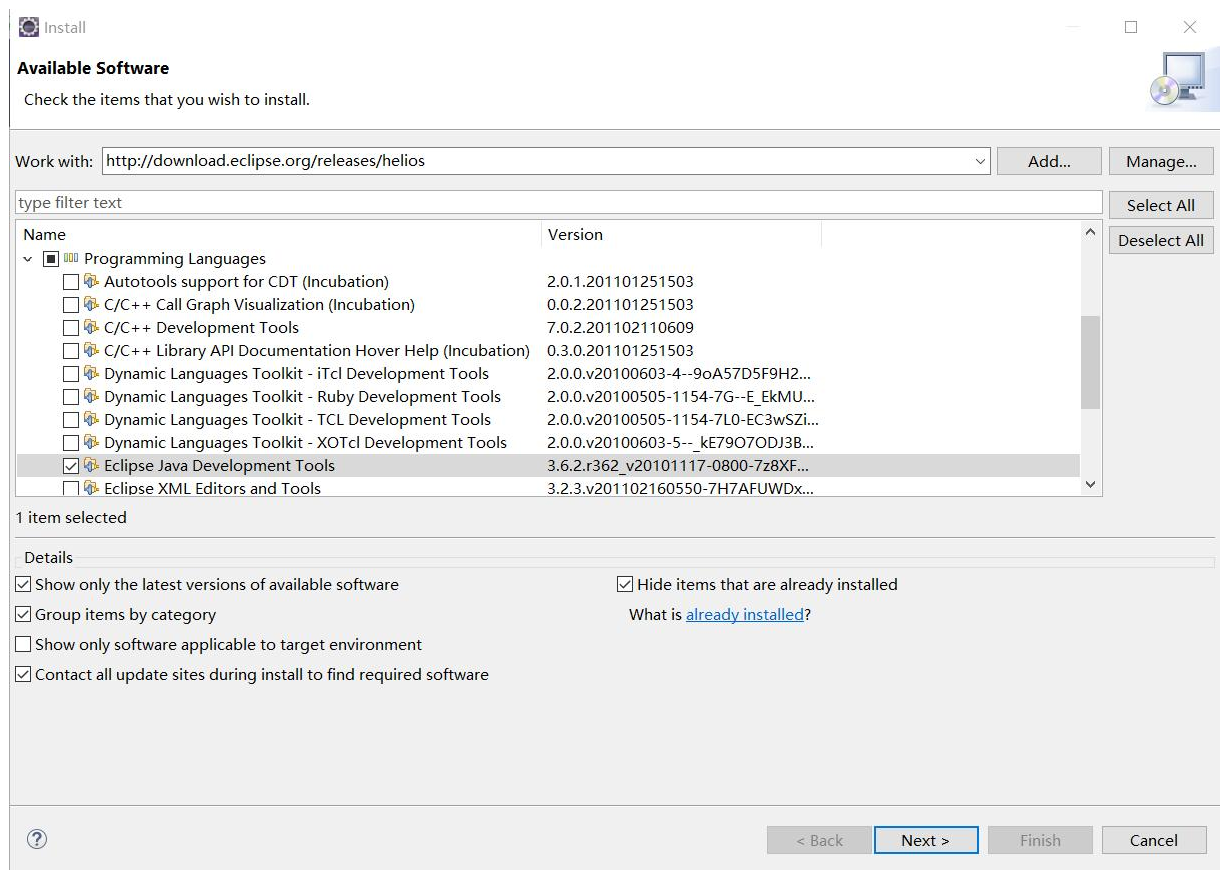 Install
Available Software
Check the items that you wish to install.
Work with: http://download.eclipse.org/releases/helios Add... Manage...
type filter text Select All
Name Version Deselect All
Programming Languages
Autotools support for CDT (Incubation) 2.0.1.201101251503
C/C++ Call Graph Visualization (Incubation) 0.0.2.201101251503
C/C++ Development Tools 7.0.2.201102110609
C/C++ Library API Documentation Hover Help (Incubation) 0.3.0.201101251503
Dynamic Languages Toolkit - iTcl Development Tools 2.0.0.v20100603-4--9oA57D5F9H2...
Dynamic Languages Toolkit - Ruby Development Tools 2.0.0.v20100505-1154-7G--E_EkMU...
Dynamic Languages Toolkit - TCL Development Tools 2.0.0.v20100505-1154-7L0-EC3wSZi...
Dynamic Languages Toolkit - XOTcl Development Tools 2.0.0.v20100603-5--_kE79O7ODJ3B...
Eclipse Java Development Tools 3.6.2.r362_v20101117-0800-7z8XF...
Eclipse XML Editors and Tools 3.2.3.v201102160550-7H7AFUWDx...
1 item selected
Details
Show only the latest versions of available software Hide items that are already installed
Group items by category What is already installed?
Show only software applicable to target environment
Contact all update sites during install to find required software
? < Back Next > Finish Cancel